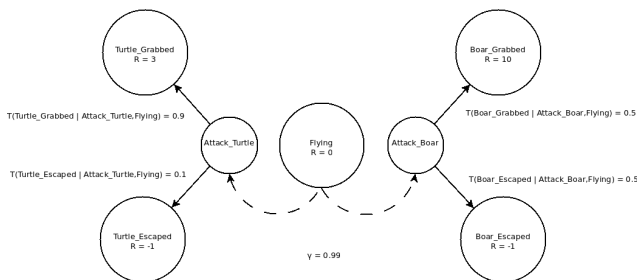 Turtle_Grabbed
R = 3
Boar_Grabbed
R = 10
T(Turtle_Grabbed | Attack_Turtle,Flying) = 0.9
T(Boar_Grabbed | Attack_Boar,Flying) = 0.5
Attack_Turtle
Flying
R = 0
Attack_Boar
T(Turtle_Escaped | Attack_Turtle,Flying) = 0.1
T(Boar_Escaped | Attack_Boar,Flying) = 0.5
Turtle_Escaped
R = -1
Boar_Escaped
R = -1
γ = 0.99